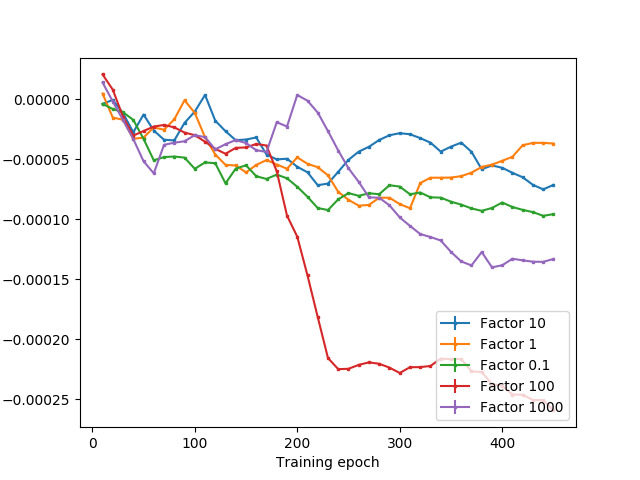 0.00000
−0.00005
−0.00010
−0.00015
−0.00020
−0.00025
0
100
200
300
400
Training epoch
Factor 10
Factor 1
Factor 0.1
Factor 100
Factor 1000